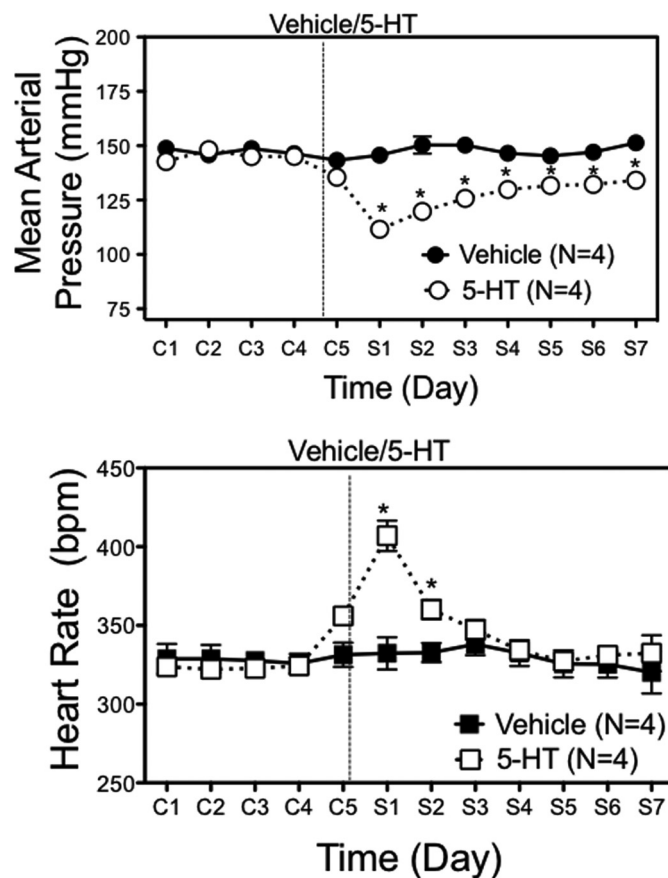 Vehicle/5-HT
Mean Arterial
Pressure (mmHg)
200
175
150
125
100
75
* * * * * * *
Vehicle (N=4)
5-HT (N=4)
C1 C2 C3 C4 C5 S1 S2 S3 S4 S5 S6 S7
Time (Day)
Vehicle/5-HT
Heart Rate (bpm)
450
400
350
300
250
*
*
Vehicle (N=4)
5-HT (N=4)
C1 C2 C3 C4 C5 S1 S2 S3 S4 S5 S6 S7
Time (Day)